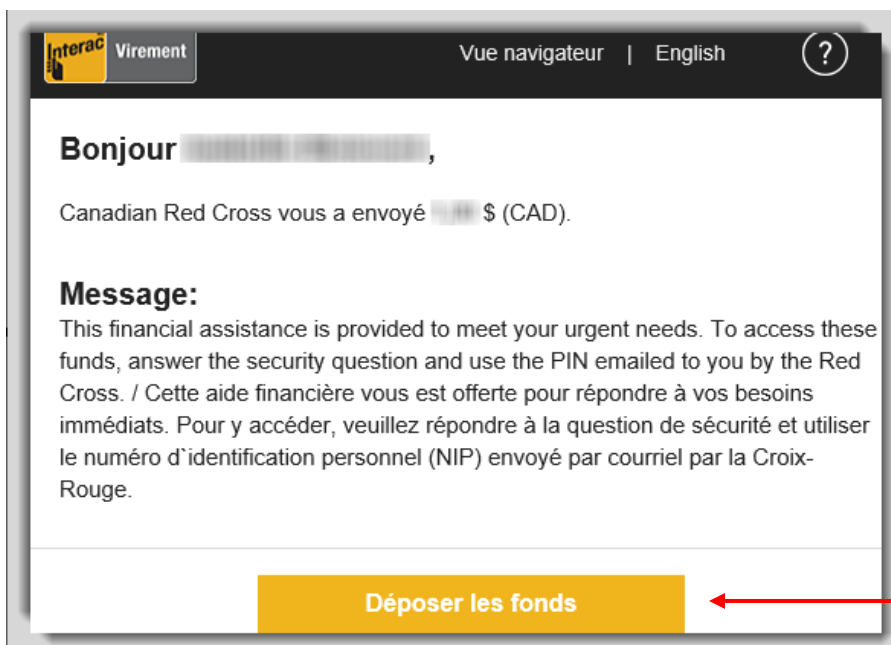 Interac Virement Vue navigateur | English ?
Bonjour ,
Canadian Red Cross vous a envoyé $ (CAD).
Message:
This financial assistance is provided to meet your urgent needs. To access these
funds, answer the security question and use the PIN emailed to you by the Red
Cross. / Cette aide financière vous est offerte pour répondre à vos besoins
immédiats. Pour y accéder, veuillez répondre à la question de sécurité et utiliser
le numéro d`identification personnel (NIP) envoyé par courriel par la Croix-
Rouge.
Déposer les fonds